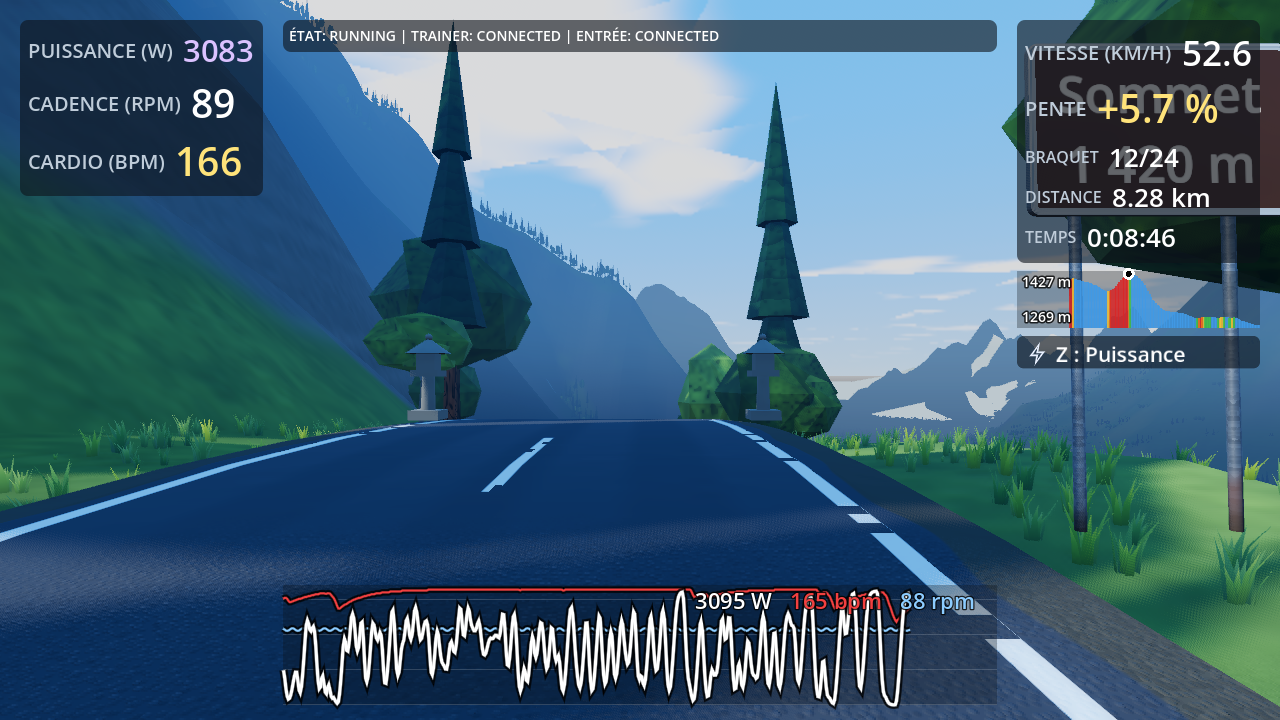 PUISSANCE (W) 3083
CADENCE (RPM) 89
CARDIO (BPM) 166
ÉTAT: RUNNING | TRAINER: CONNECTED | ENTRÉE: CONNECTED
VITESSE (KM/H) 52.6
Sommet
PENTE +5.7 %
1 420 m
BRAQUET 12/24
DISTANCE 8.28 km
TEMPS 0:08:46
1427 m
1269 m
Z : Puissance
3095 W 165 bpm 88 rpm